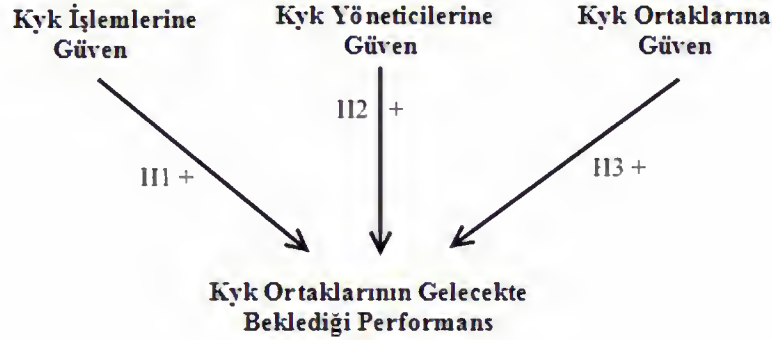 Kyk İşlemlerine
Güven
Kyk Yöneticilerine
Güven
Kyk Ortaklarına
Güven
H1 +
H2 +
H3 +
Kyk Ortaklarının Gelecekte
Beklediği Performans